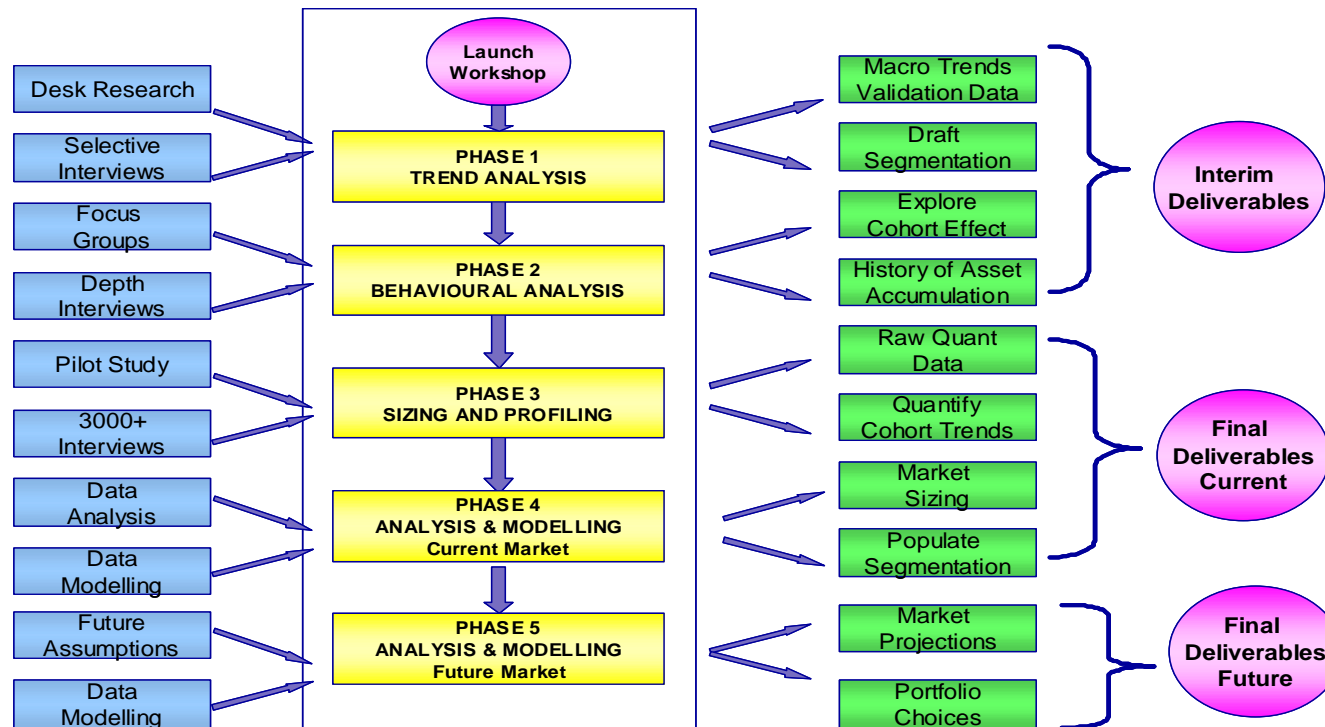 Launch
Workshop
Desk Research
Selective
Interviews
Focus
Groups
Depth
Interviews
Pilot Study
3000+
Interviews
Data
Analysis
Data
Modelling
Future
Assumptions
Data
Modelling
PHASE 1
TREND ANALYSIS
PHASE 2
BEHAVIOURAL ANALYSIS
PHASE 3
SIZING AND PROFILING
PHASE 4
ANALYSIS & MODELLING
Current Market
PHASE 5
ANALYSIS & MODELLING
Future Market
Macro Trends
Validation Data
Draft
Segmentation
Explore
Cohort Effect
History of Asset
Accumulation
Raw Quant
Data
Quantify
Cohort Trends
Market
Sizing
Populate
Segmentation
Market
Projections
Portfolio
Choices
Interim
Deliverables
Final
Deliverables
Current
Final
Deliverables
Future